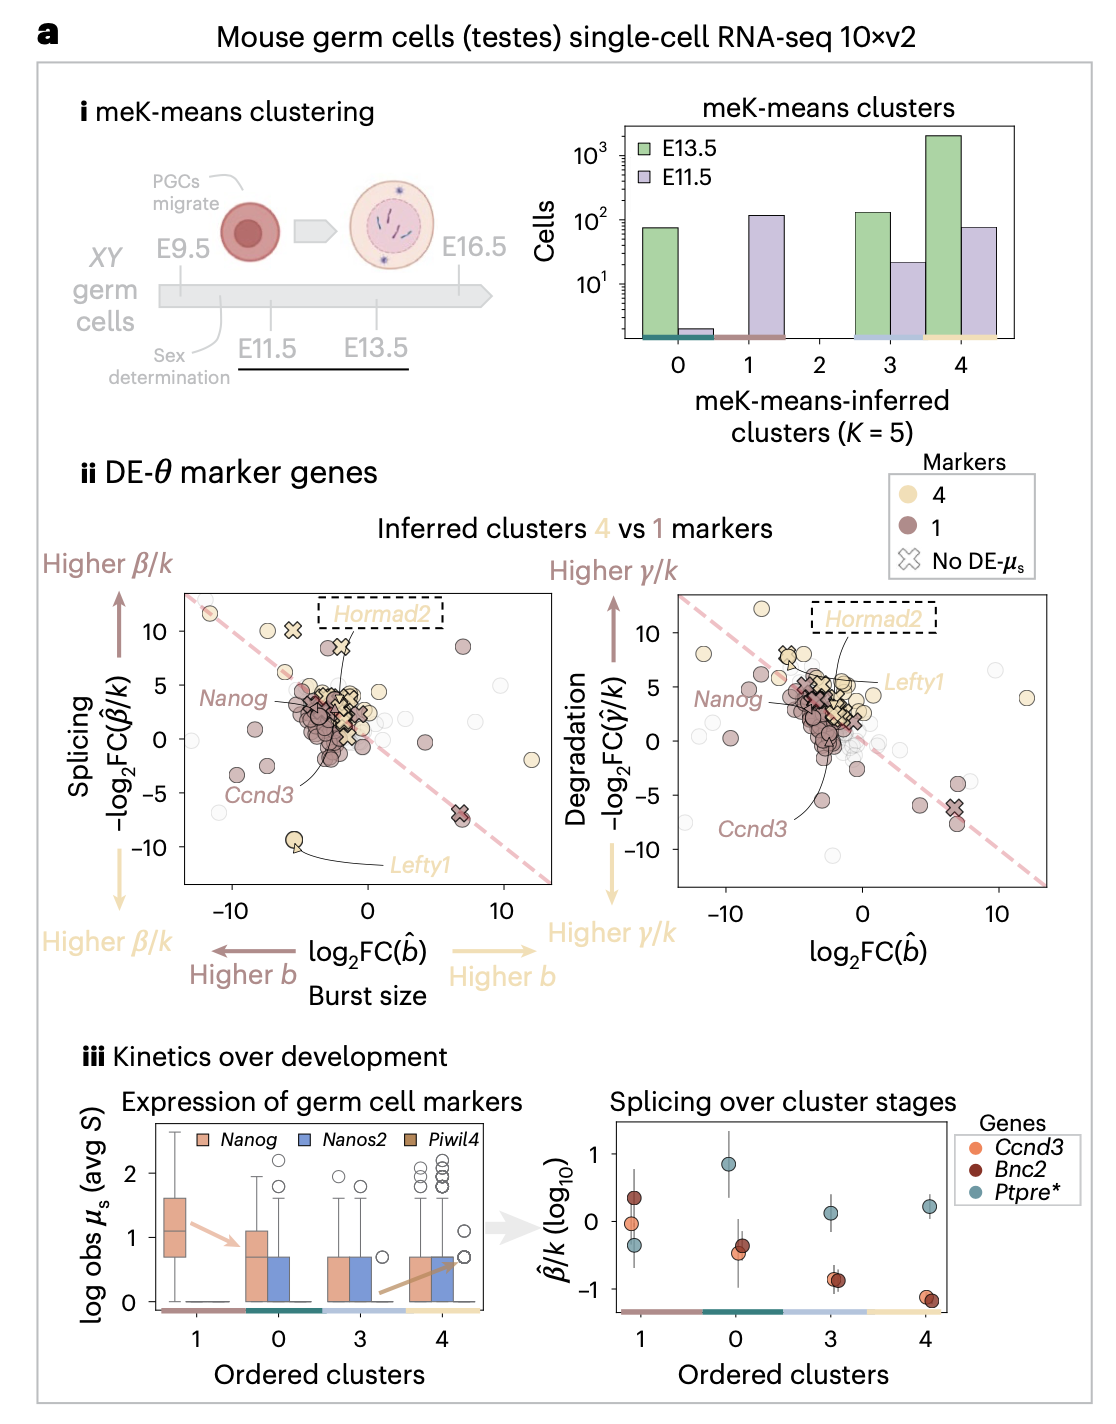 a
Mouse germ cells (testes) single-cell RNA-seq 10×v2
i meK-means clustering
PGCs
migrate
XY
germ
cells
E9.5
E16.5
Sex
determination
E11.5
E13.5
meK-means clusters
E13.5
E11.5
Cells
10³
10²
10¹
0 1 2 3 4
meK-means-inferred
clusters (K = 5)
ii DE-θ marker genes
Markers
4
1
No DE-μₛ
Inferred clusters 4 vs 1 markers
Higher β/k
Splicing
−log₂FC(β̂/k)
10
5
0
−5
−10
Hormad2
Nanog
Ccnd3
Lefty1
−10 0 10
Higher β/k
log₂FC(b̂)
Higher b
Burst size
Higher b
Higher γ/k
Degradation
−log₂FC(γ̂/k)
10
5
0
−5
−10
Hormad2
Lefty1
Nanog
Ccnd3
−10 0 10
Higher γ/k
log₂FC(b̂)
iii Kinetics over development
Expression of germ cell markers
Nanog Nanos2 Piwil4
log obs μₛ (avg S)
2
1
0
1 0 3 4
Ordered clusters
Splicing over cluster stages
Genes
Ccnd3
Bnc2
Ptpre*
β̂/k (log₁₀)
1
0
−1
1 0 3 4
Ordered clusters